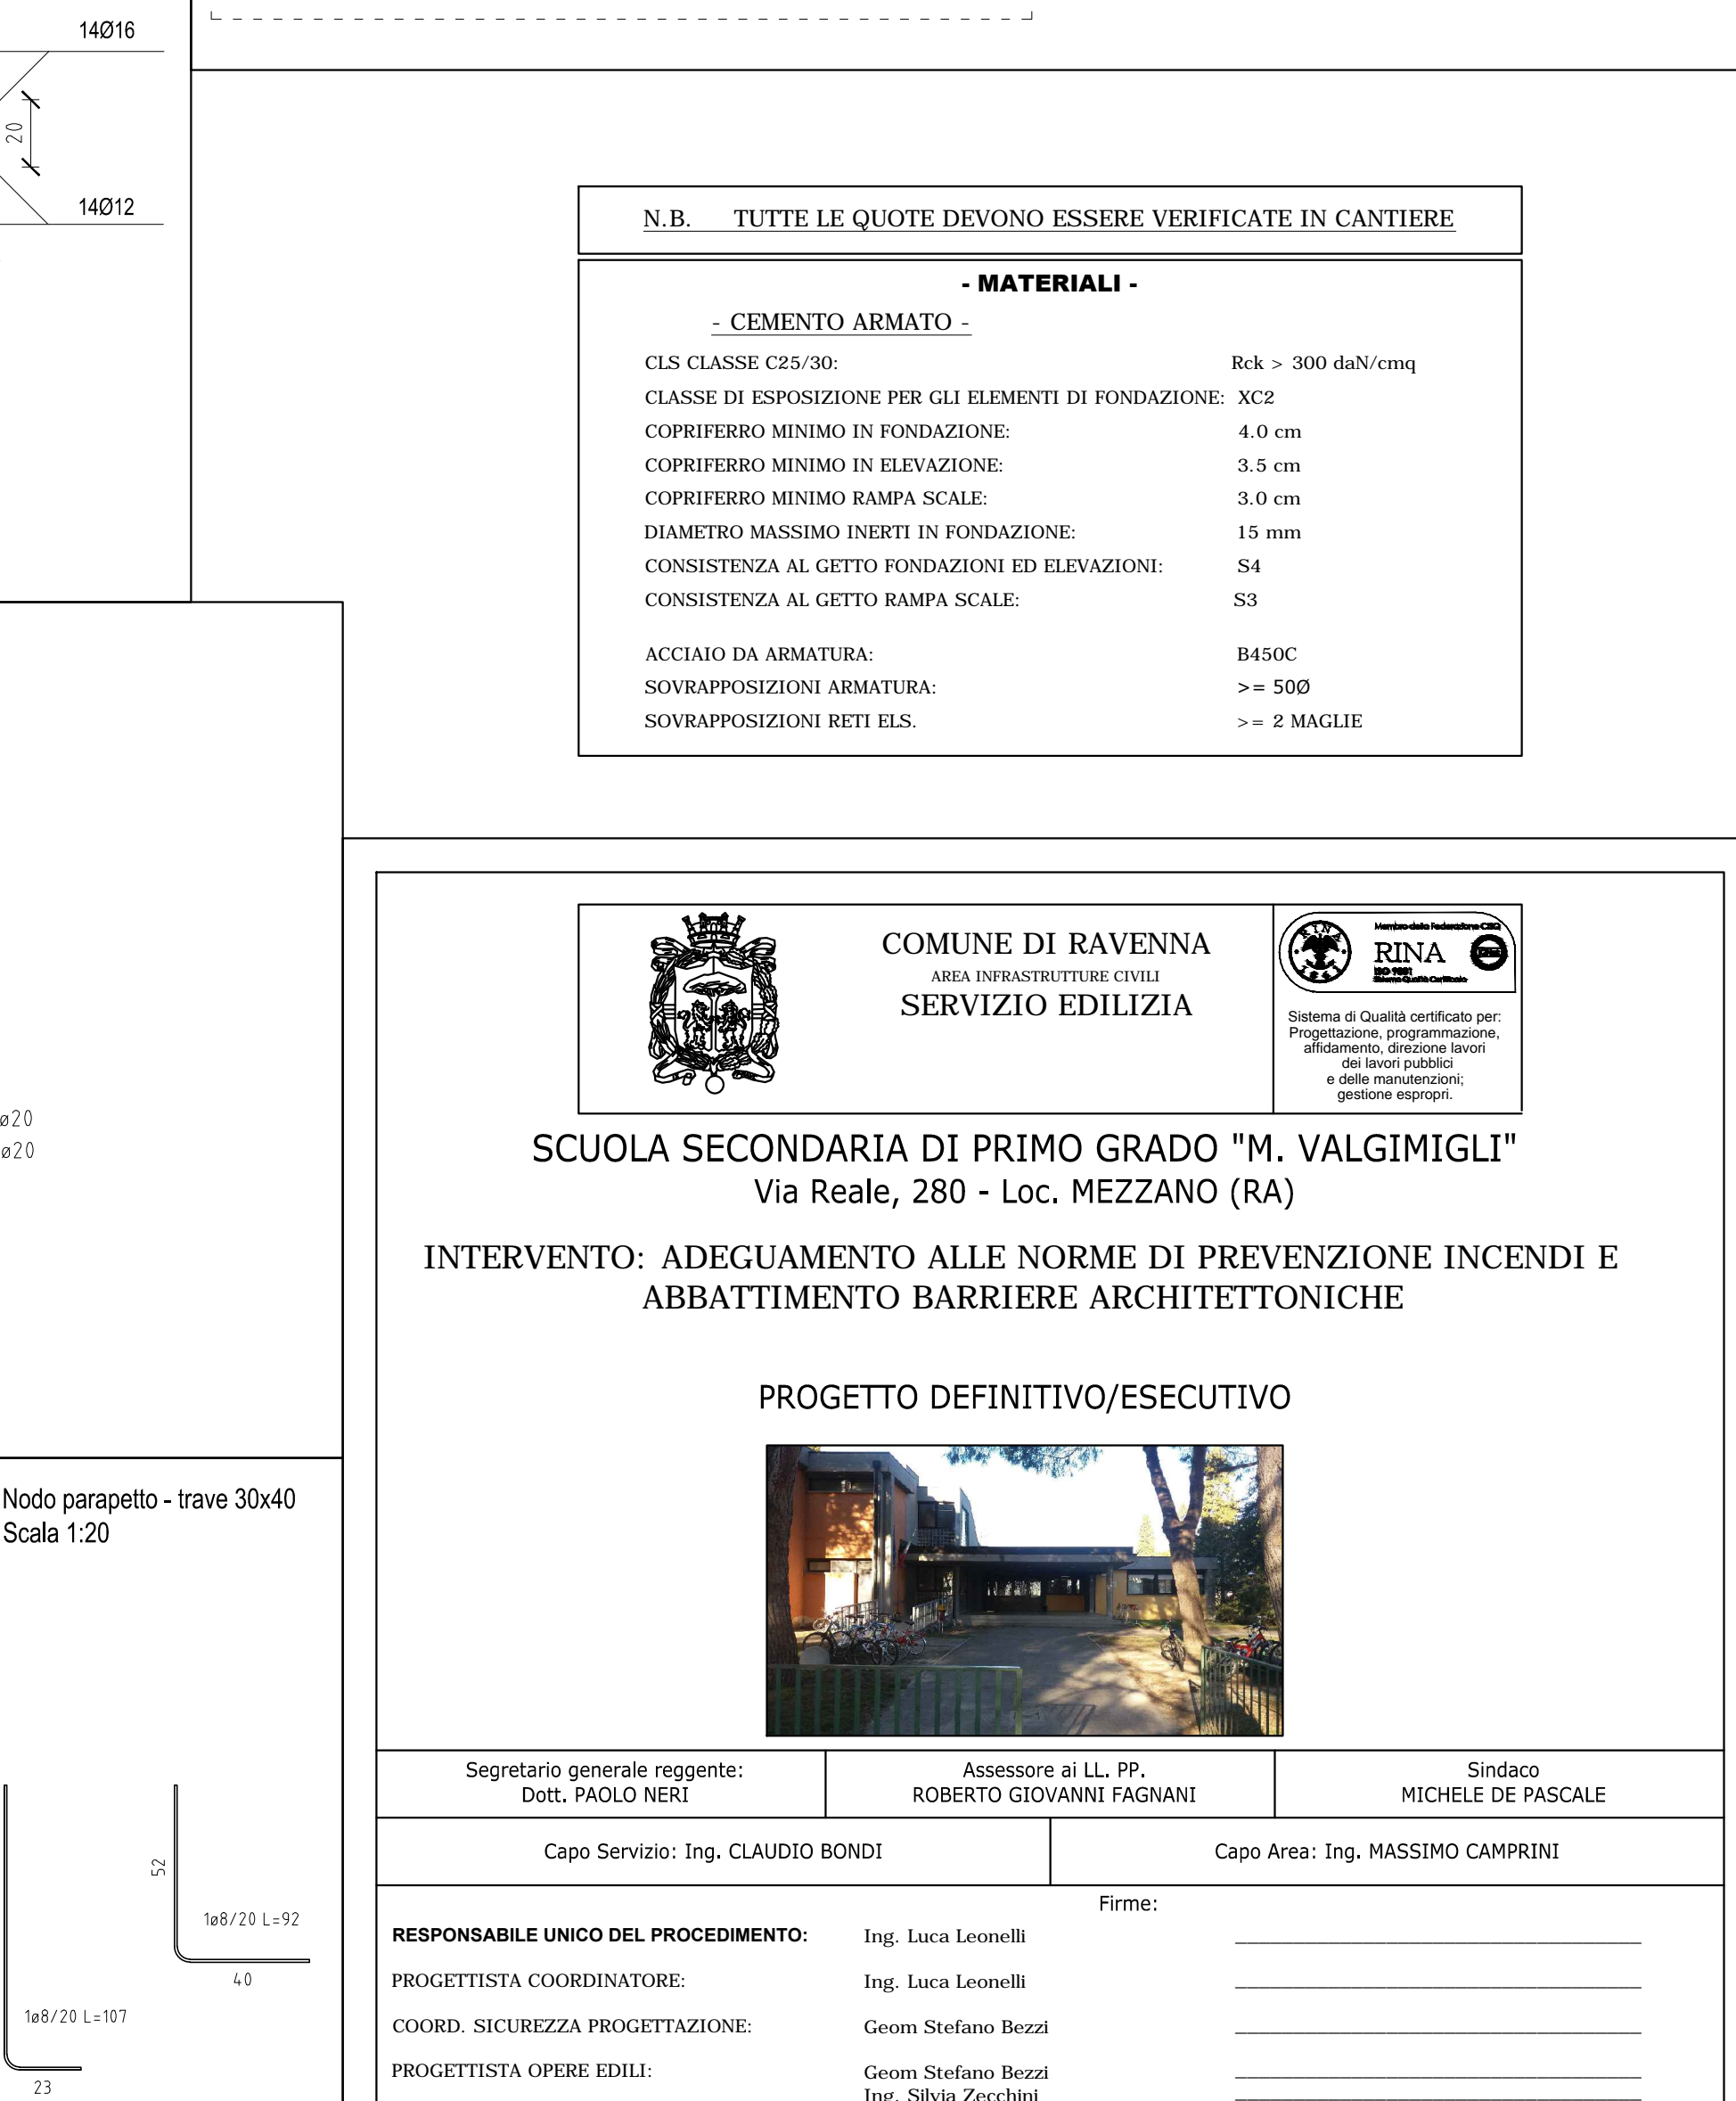 14Ø16
20
14Ø12
N.B. TUTTE LE QUOTE DEVONO ESSERE VERIFICATE IN CANTIERE
- MATERIALI -
- CEMENTO ARMATO -
CLS CLASSE C25/30: Rck > 300 daN/cmq
CLASSE DI ESPOSIZIONE PER GLI ELEMENTI DI FONDAZIONE: XC2
COPRIFERRO MINIMO IN FONDAZIONE: 4.0 cm
COPRIFERRO MINIMO IN ELEVAZIONE: 3.5 cm
COPRIFERRO MINIMO RAMPA SCALE: 3.0 cm
DIAMETRO MASSIMO INERTI IN FONDAZIONE: 15 mm
CONSISTENZA AL GETTO FONDAZIONI ED ELEVAZIONI: S4
CONSISTENZA AL GETTO RAMPA SCALE: S3
ACCIAIO DA ARMATURA: B450C
SOVRAPPOSIZIONI ARMATURA: >= 50Ø
SOVRAPPOSIZIONI RETI ELS. >= 2 MAGLIE
COMUNE DI RAVENNA
AREA INFRASTRUTTURE CIVILI
SERVIZIO EDILIZIA
Membro della Federazione CISQ
RINA
ISO 9001
Sistema Qualità Certificato
Sistema di Qualità certificato per:
Progettazione, programmazione,
affidamento, direzione lavori
dei lavori pubblici
e delle manutenzioni;
gestione espropri.
ø20
ø20
SCUOLA SECONDARIA DI PRIMO GRADO "M. VALGIMIGLI"
Via Reale, 280 - Loc. MEZZANO (RA)
INTERVENTO: ADEGUAMENTO ALLE NORME DI PREVENZIONE INCENDI E
ABBATTIMENTO BARRIERE ARCHITETTONICHE
PROGETTO DEFINITIVO/ESECUTIVO
Nodo parapetto - trave 30x40
Scala 1:20
52
1ø8/20 L=92
40
1ø8/20 L=107
23
Segretario generale reggente:
Dott. PAOLO NERI
Assessore ai LL. PP.
ROBERTO GIOVANNI FAGNANI
Sindaco
MICHELE DE PASCALE
Capo Servizio: Ing. CLAUDIO BONDI
Capo Area: Ing. MASSIMO CAMPRINI
Firme:
RESPONSABILE UNICO DEL PROCEDIMENTO: Ing. Luca Leonelli
PROGETTISTA COORDINATORE: Ing. Luca Leonelli
COORD. SICUREZZA PROGETTAZIONE: Geom Stefano Bezzi
PROGETTISTA OPERE EDILI: Geom Stefano Bezzi
Ing. Silvia Zecchini